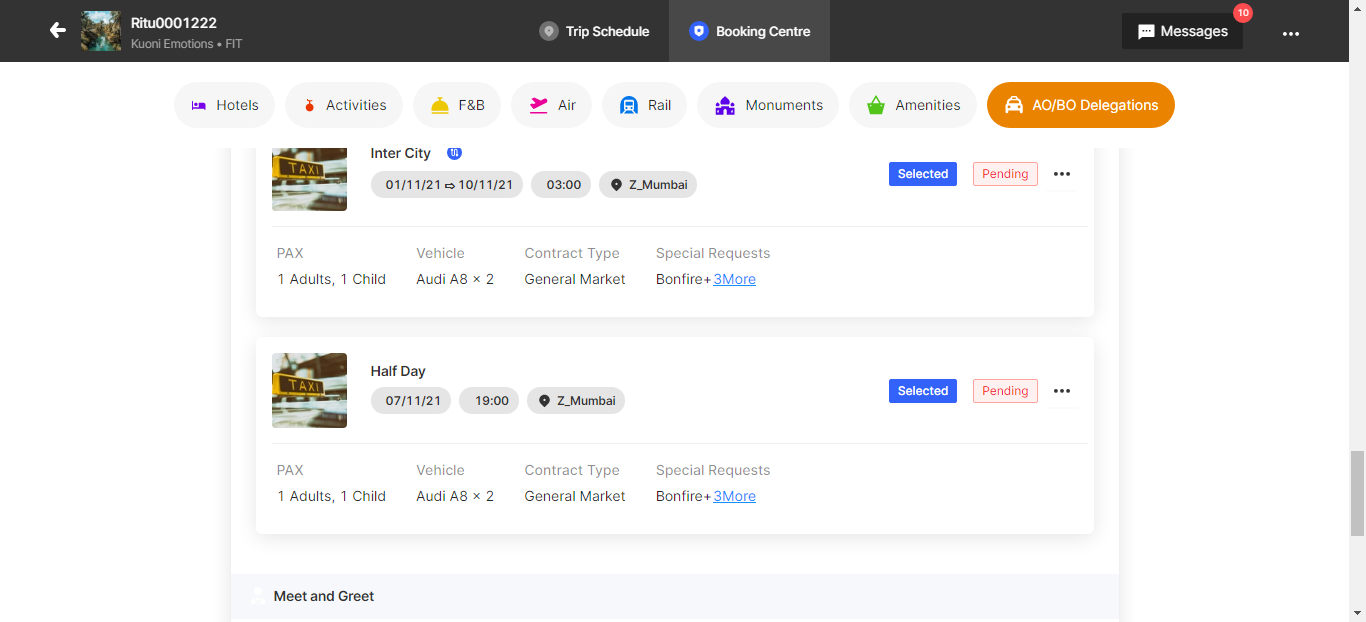 Ritu0001222
Kuoni Emotions • FIT
Trip Schedule
Booking Centre
Messages
10
Hotels
Activities
F&B
Air
Rail
Monuments
Amenities
AO/BO Delegations
TAXI
Inter City
01/11/21 ⇨ 10/11/21
03:00
Z_Mumbai
Selected
Pending
PAX
Vehicle
Contract Type
Special Requests
1 Adults, 1 Child
Audi A8 × 2
General Market
Bonfire+3More
TAXI
Half Day
07/11/21
19:00
Z_Mumbai
Selected
Pending
PAX
Vehicle
Contract Type
Special Requests
1 Adults, 1 Child
Audi A8 × 2
General Market
Bonfire+3More
Meet and Greet